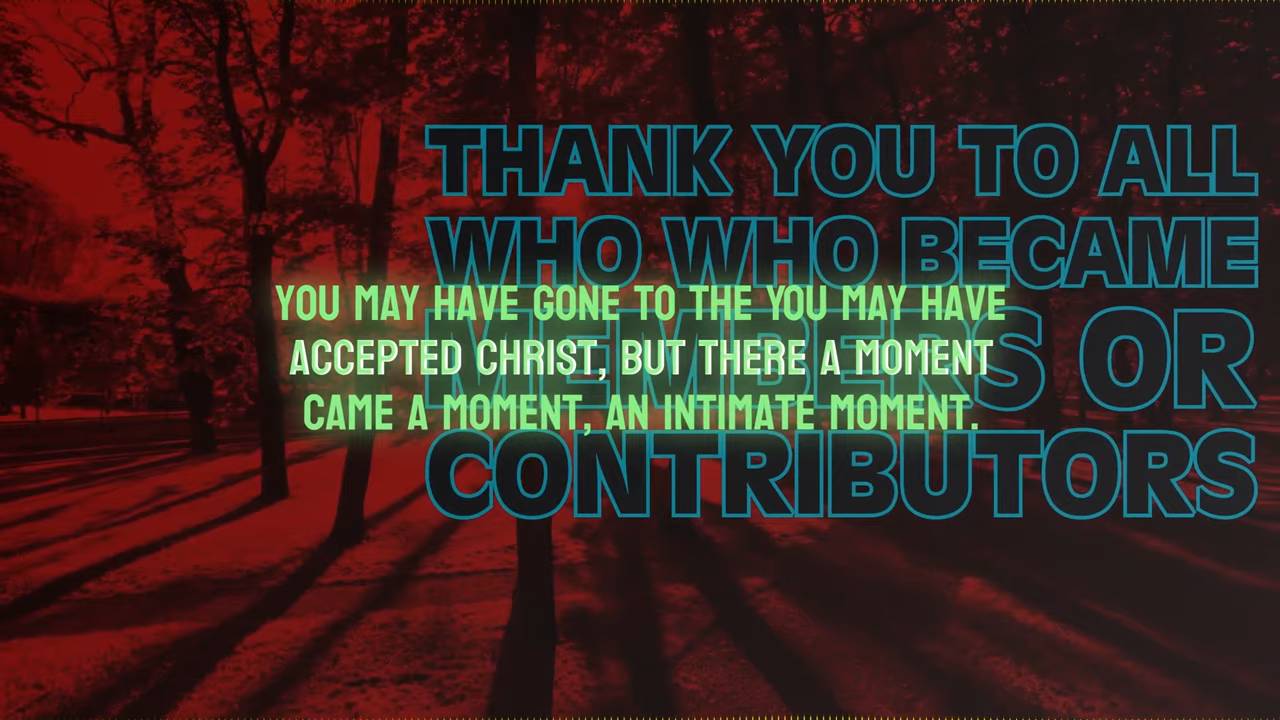 THANK YOU TO ALL
WHO WHO BECAME
MEMBERS OR
CONTRIBUTORS
YOU MAY HAVE GONE TO THE YOU MAY HAVE
ACCEPTED CHRIST, BUT THERE A MOMENT
CAME A MOMENT, AN INTIMATE MOMENT.